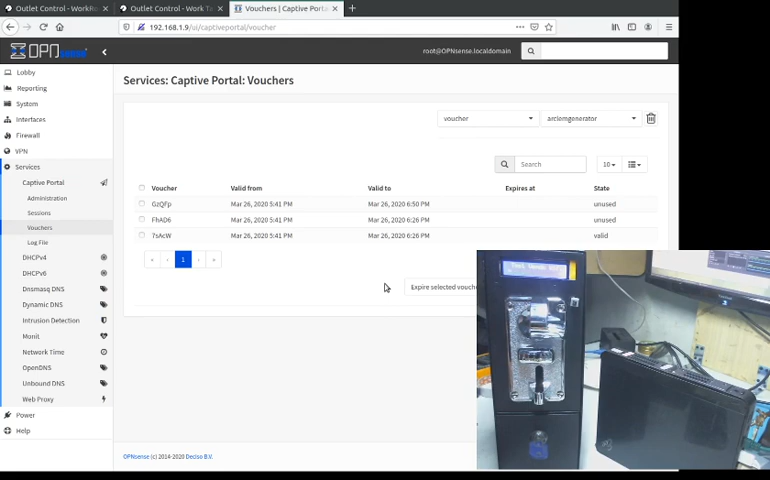 Outlet Control - WorkR
Outlet Control - Work T
Vouchers | Captive Porta
192.168.1.9/ui/captiveportal/voucher
OPNsense
root@OPNsense.localdomain
Lobby
Reporting
System
Interfaces
Firewall
VPN
Services
Captive Portal
Administration
Sessions
Vouchers
Log File
DHCPv4
DHCPv6
Dnsmasq DNS
Dynamic DNS
Intrusion Detection
Monit
Network Time
OpenDNS
Unbound DNS
Web Proxy
Power
Help
Services: Captive Portal: Vouchers
voucher
arciemgenerator
Search
10
Voucher Valid from Valid to Expires at State
GzQFp Mar 26, 2020 5:41 PM Mar 26, 2020 6:50 PM unused
FhAD6 Mar 26, 2020 5:41 PM Mar 26, 2020 6:26 PM unused
7sAcW Mar 26, 2020 5:41 PM Mar 26, 2020 6:26 PM valid
« ‹ 1 › »
Expire selected vouche
OPNsense (c) 2014-2020 Deciso B.V.